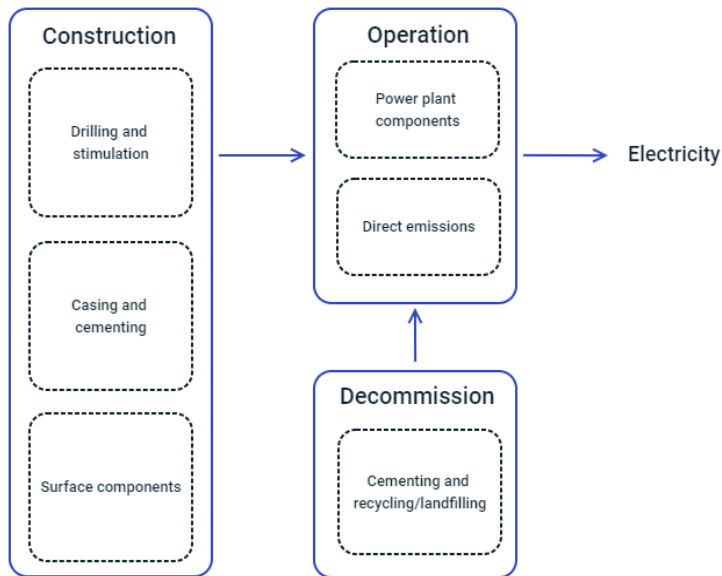 Construction
Drilling and
stimulation
Casing and
cementing
Surface components
Operation
Power plant
components
Direct emissions
Electricity
Decommission
Cementing and
recycling/landfilling